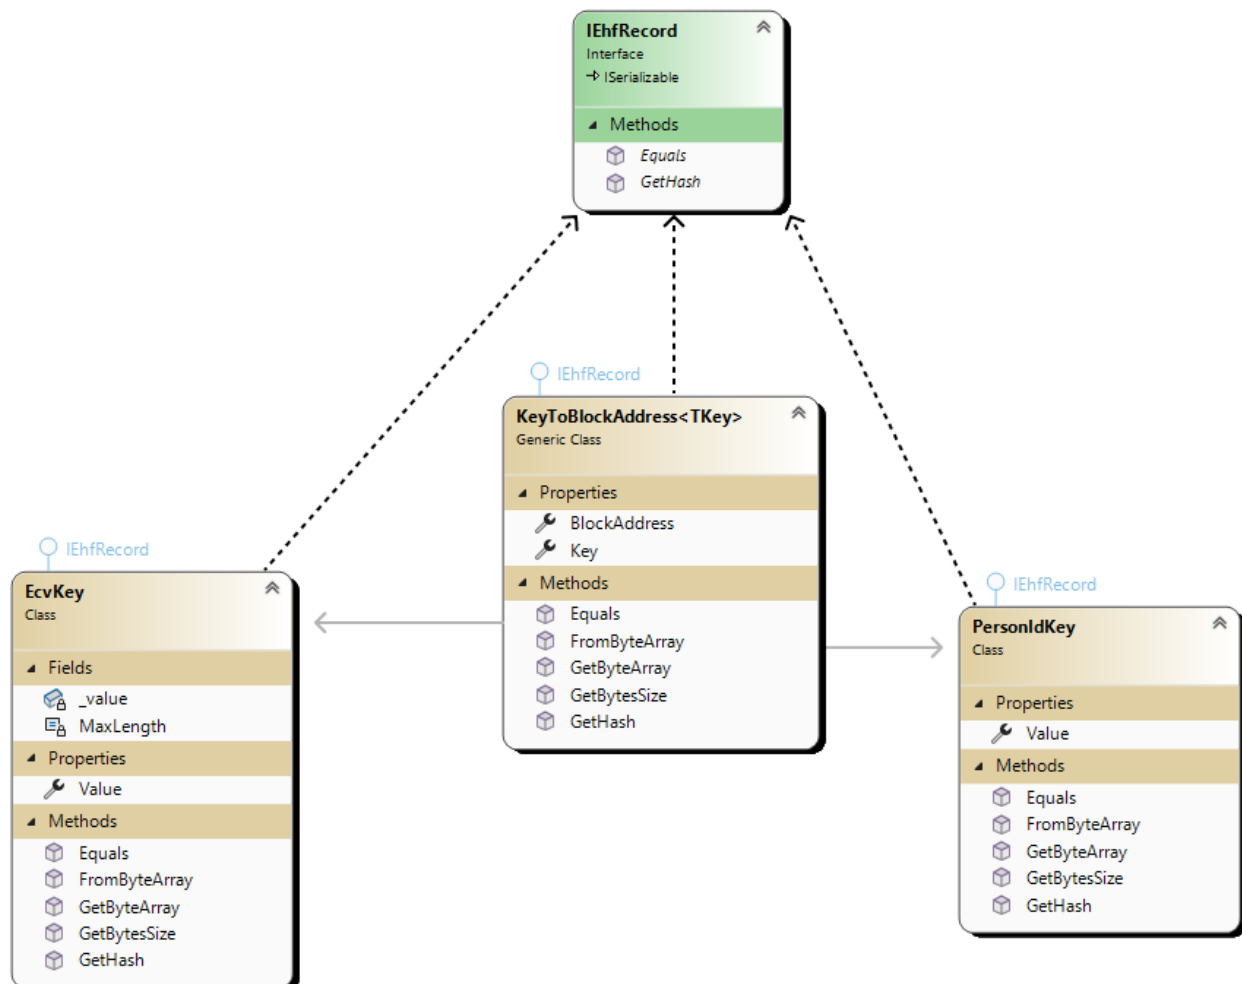 IEhfRecord
Interface
ISerializable
Methods
Equals
GetHash
IEhfRecord
KeyToBlockAddress<TKey>
Generic Class
Properties
BlockAddress
Key
Methods
Equals
FromByteArray
GetByteArray
GetBytesSize
GetHash
IEhfRecord
EcvKey
Class
Fields
_value
MaxLength
Properties
Value
Methods
Equals
FromByteArray
GetByteArray
GetBytesSize
GetHash
IEhfRecord
PersonIdKey
Class
Properties
Value
Methods
Equals
FromByteArray
GetByteArray
GetBytesSize
GetHash